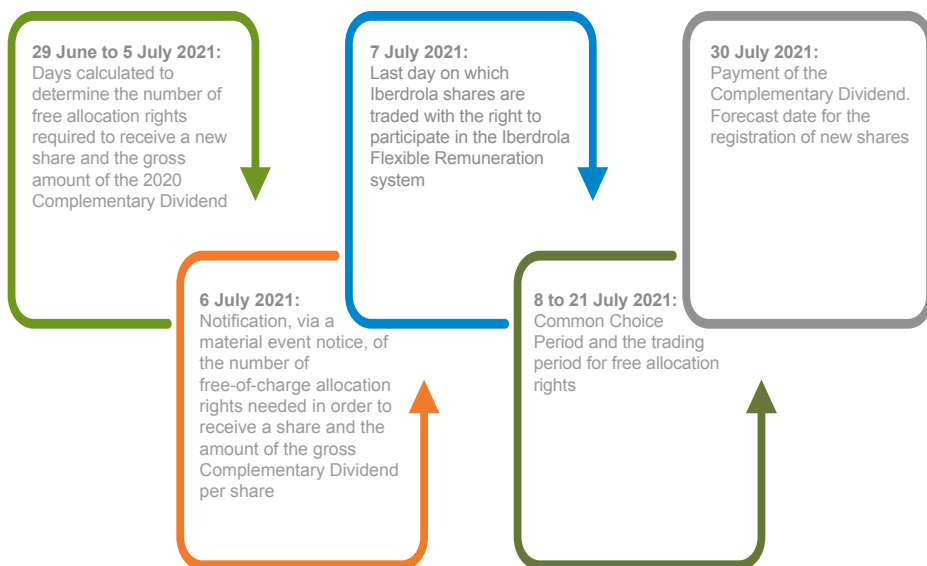 29 June to 5 July 2021:
Days calculated to
determine the number of
free allocation rights
required to receive a new
share and the gross
amount of the 2020
Complementary Dividend
6 July 2021:
Notification, via a
material event notice, of
the number of
free-of-charge allocation
rights needed in order to
receive a share and the
amount of the gross
Complementary Dividend
per share
7 July 2021:
Last day on which
Iberdrola shares are
traded with the right to
participate in the Iberdrola
Flexible Remuneration
system
8 to 21 July 2021:
Common Choice
Period and the trading
period for free allocation
rights
30 July 2021:
Payment of the
Complementary Dividend.
Forecast date for the
registration of new shares